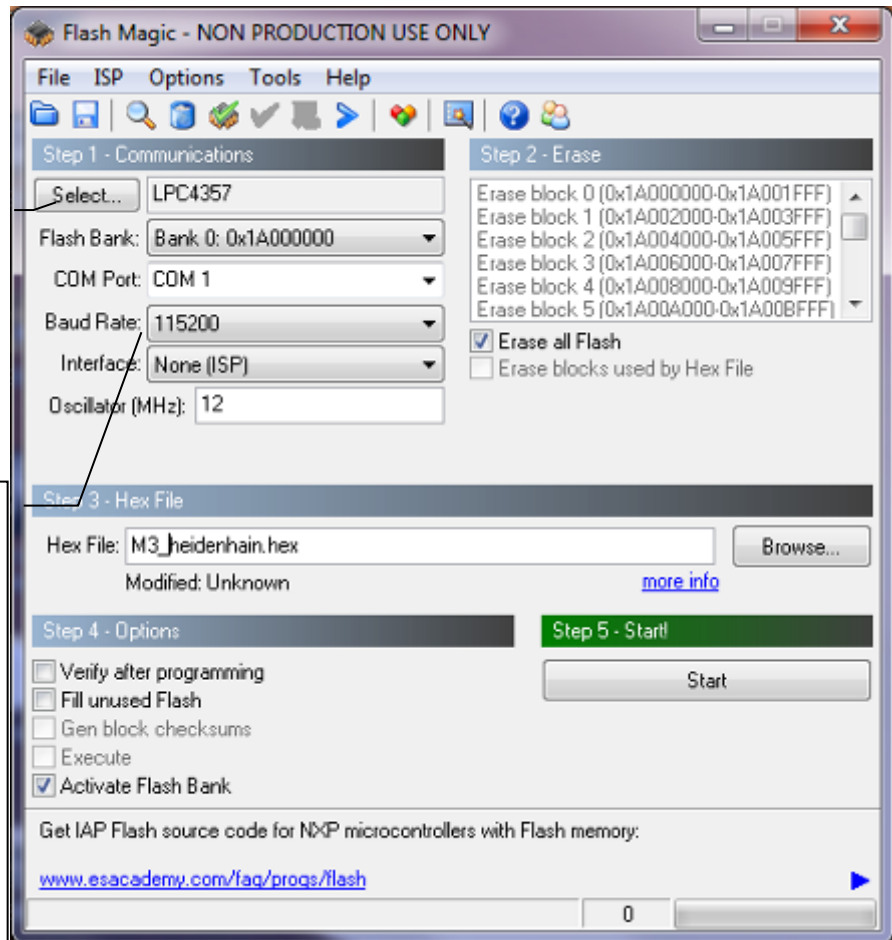 Flash Magic - NON PRODUCTION USE ONLY
File ISP Options Tools Help
Step 1 - Communications
Select... LPC4357
Flash Bank: Bank 0: 0x1A000000
COM Port: COM 1
Baud Rate: 115200
Interface: None (ISP)
Oscillator (MHz): 12
Step 2 - Erase
Erase block 0 (0x1A000000-0x1A001FFF)
Erase block 1 (0x1A002000-0x1A003FFF)
Erase block 2 (0x1A004000-0x1A005FFF)
Erase block 3 (0x1A006000-0x1A007FFF)
Erase block 4 (0x1A008000-0x1A009FFF)
Erase block 5 (0x1A00A000-0x1A00BFFF)
Erase all Flash
Erase blocks used by Hex File
Step 3 - Hex File
Hex File: M3_heidenhain.hex Browse...
Modified: Unknown more info
Step 4 - Options
Verify after programming
Fill unused Flash
Gen block checksums
Execute
Activate Flash Bank
Step 5 - Start!
Start
Get IAP Flash source code for NXP microcontrollers with Flash memory:
www.esacademy.com/faq/progs/flash
0